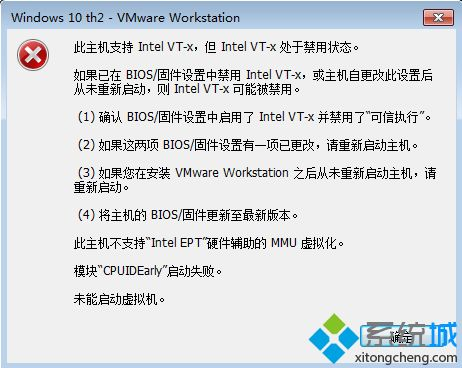 Windows 10 th2 - VMware Workstation
此主机支持 Intel VT-x，但 Intel VT-x 处于禁用状态。
如果已在 BIOS/固件设置中禁用 Intel VT-x，或主机自更改此设置后
从未重新启动，则 Intel VT-x 可能被禁用。
(1) 确认 BIOS/固件设置中启用了 Intel VT-x 并禁用了“可信执行”。
(2) 如果这两项 BIOS/固件设置有一项已更改，请重新启动主机。
(3) 如果您在安装 VMware Workstation 之后从未重新启动主机，请
重新启动。
(4) 将主机的 BIOS/固件更新至最新版本。
此主机不支持“Intel EPT”硬件辅助的 MMU 虚拟化。
模块“CPUIDEarly”启动失败。
未能启动虚拟机。
确定
系统城
xitongcheng.com